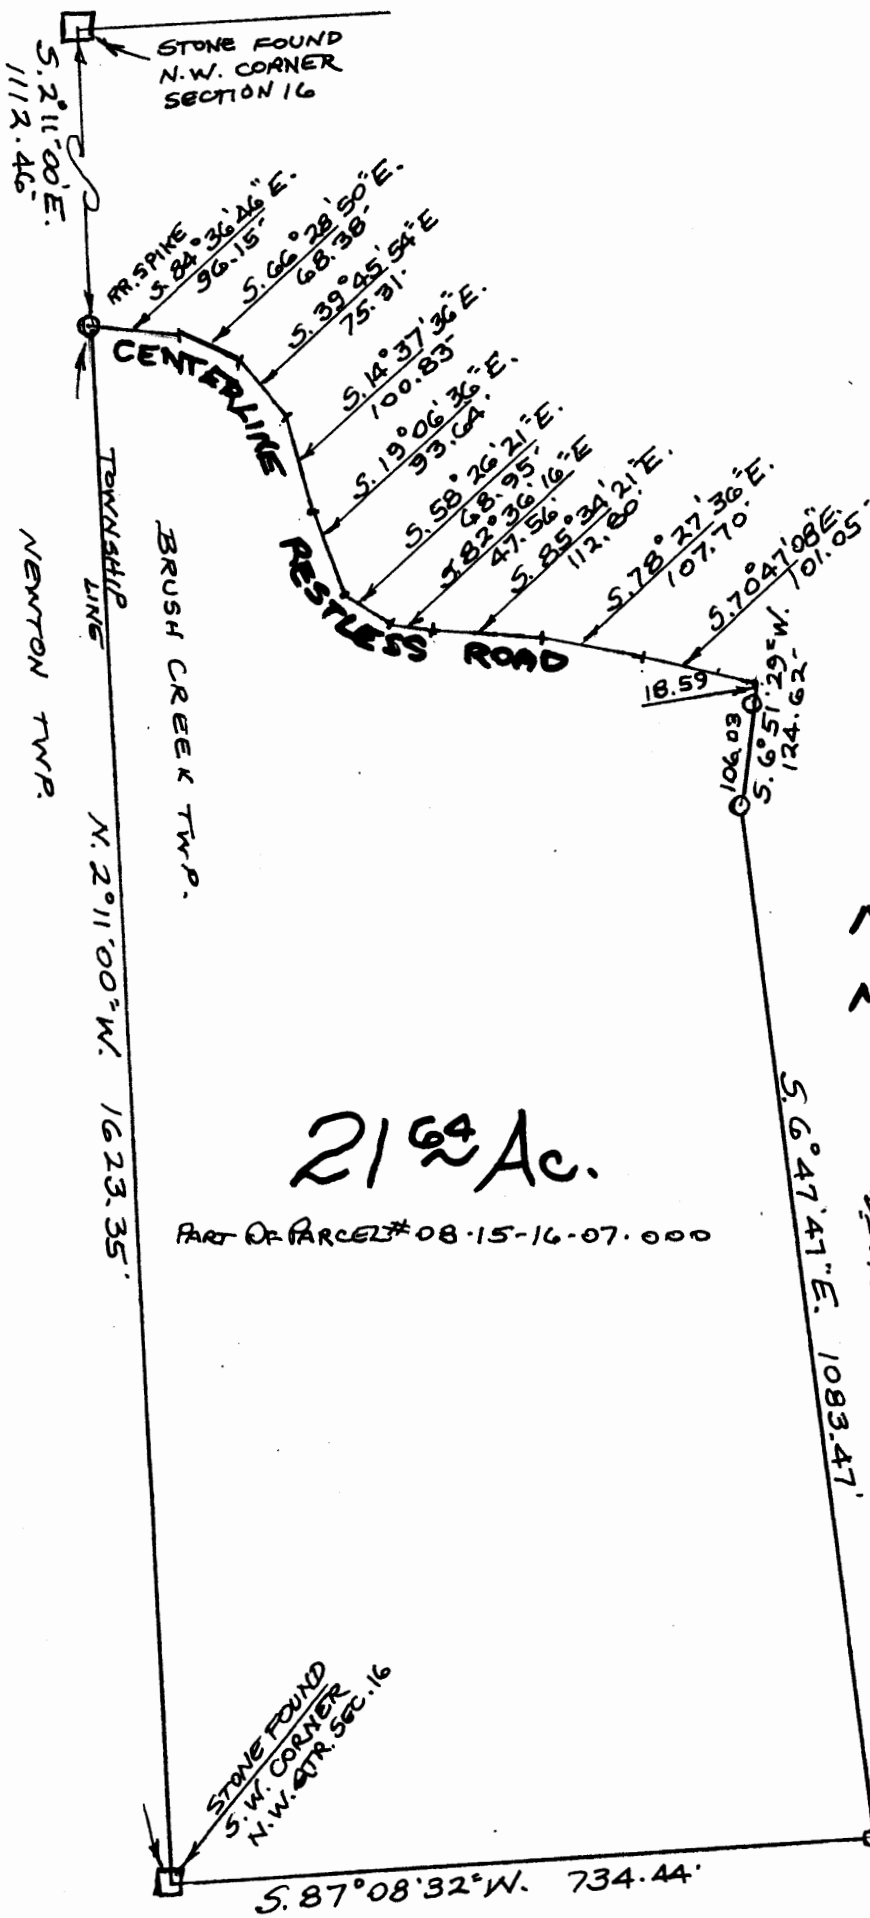 STONE FOUND
N.W. CORNER
SECTION 16
S. 2°11'00"E.
1112.46'
RR. SPIKE
S. 84°36'46"E.
96.15'
S. 66°28'50"E.
68.38'
S. 39°45'54"E
75.31'
S. 14°37'36"E.
100.83'
S. 19°06'36"E.
93.64'
S. 58°26'21"E.
68.95'
S. 82°36'16"E
47.56'
S. 85°34'21"E.
112.80'
S. 78°27'36"E.
107.70'
S. 70°47'08"E.
101.05'
CENTERLINE
RESTLESS ROAD
18.59'
106.03
S. 6°51'29"W.
124.62'
TOWNSHIP
LINE
NEWTON TWP.
BRUSH CREEK TWP.
N. 2°11'00"W. 1623.35'
21 64 Ac.
PART OF PARCEL# 08-15-16-07.000
S. 6°47'47"E. 1083.47'
STONE FOUND
S.W. CORNER
N.W. QTR. SEC. 16
S. 87°08'32"W. 734.44'